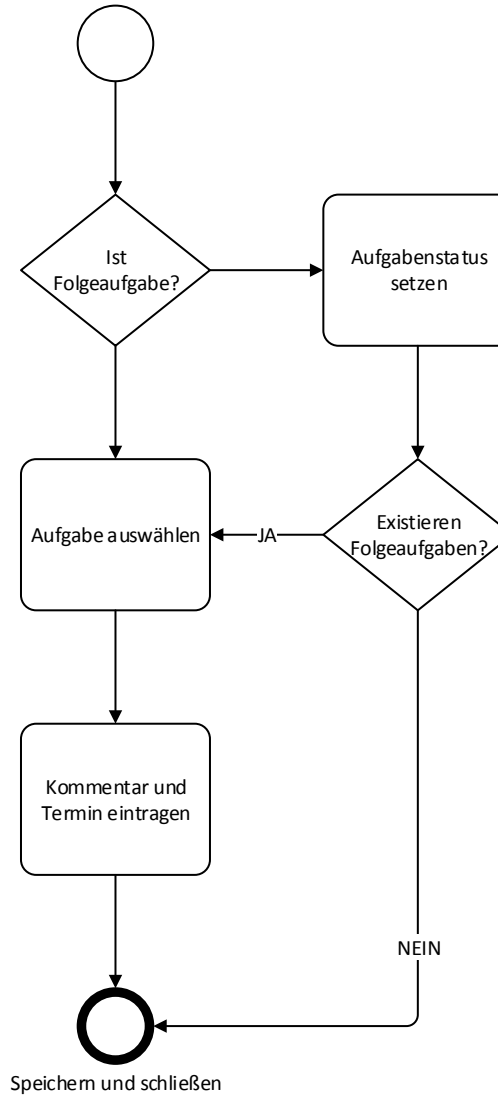 Ist
Folgeaufgabe?
Aufgabenstatus
setzen
Aufgabe auswählen
JA
Existieren
Folgeaufgaben?
Kommentar und
Termin eintragen
NEIN
Speichern und schließen